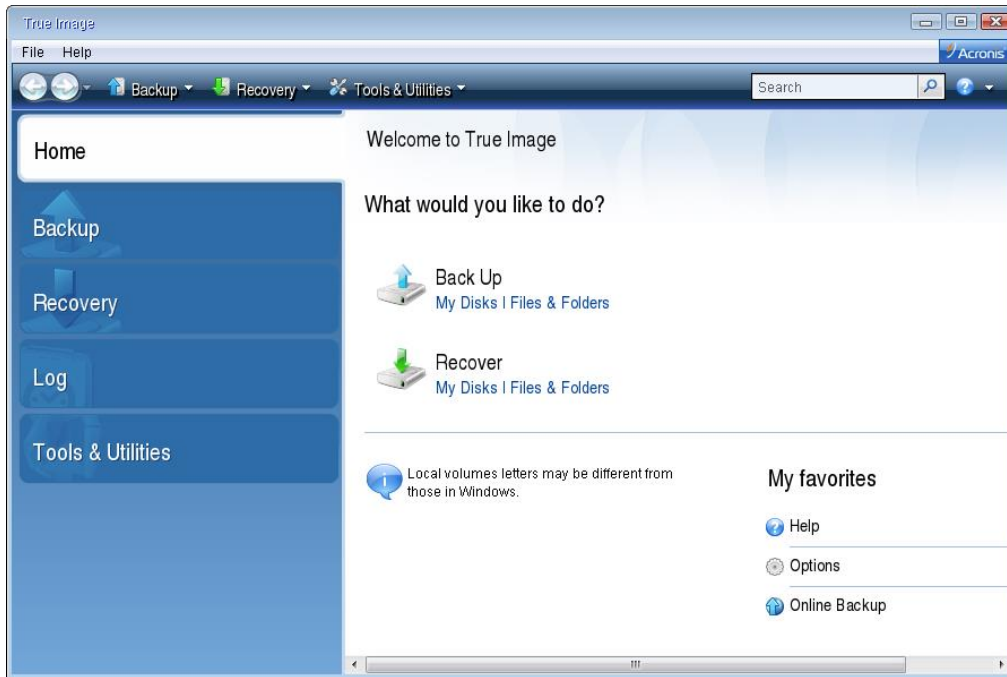 True Image
File Help
Acronis
Backup Recovery Tools & Utilities Search
Home
Backup
Recovery
Log
Tools & Utilities
Welcome to True Image
What would you like to do?
Back Up
My Disks | Files & Folders
Recover
My Disks | Files & Folders
Local volumes letters may be different from
those in Windows.
My favorites
Help
Options
Online Backup